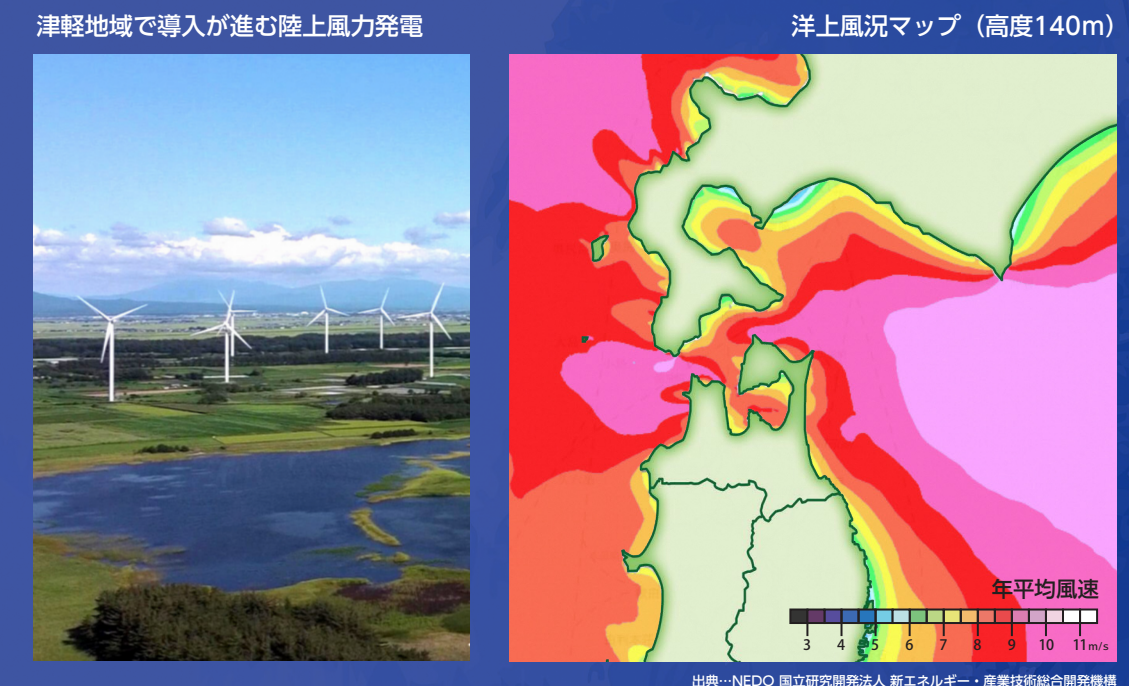 津軽地域で導入が進む陸上風力発電
洋上風況マップ（高度140m）
年平均風速
3 4 5 6 7 8 9 10 11m/s
出典…NEDO 国立研究開発法人 新エネルギー・産業技術総合開発機構